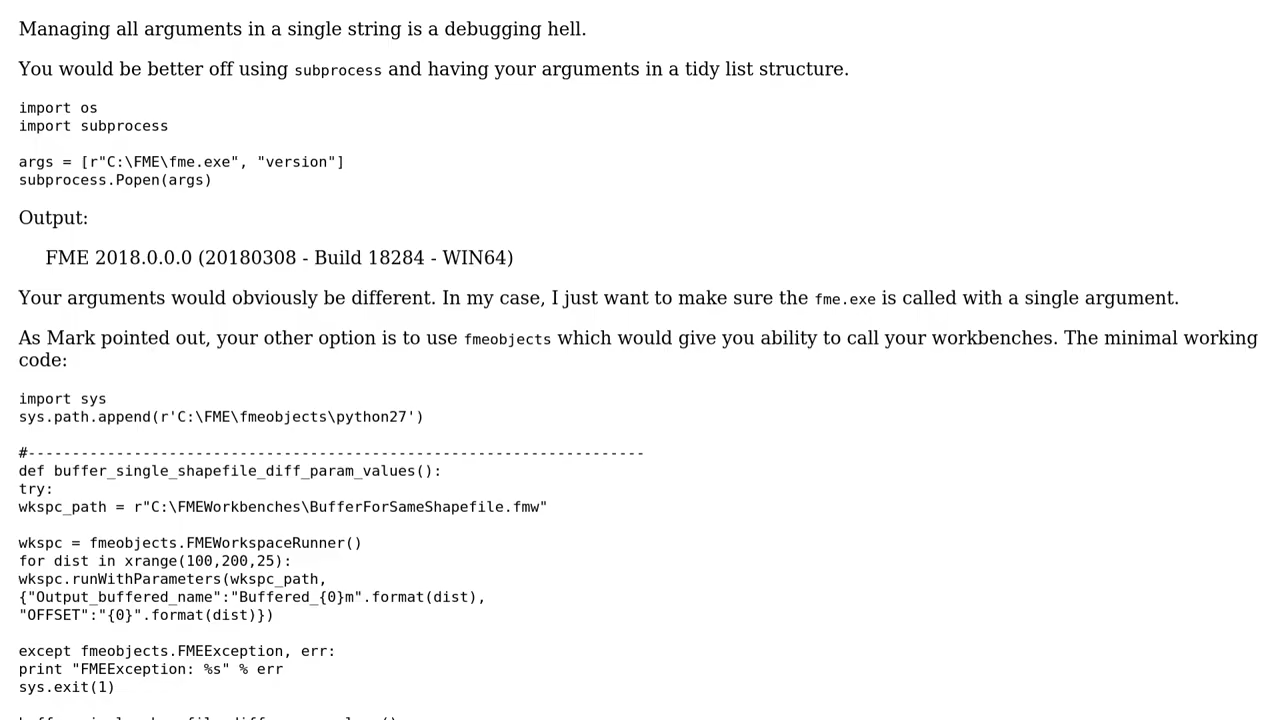 Managing all arguments in a single string is a debugging hell.
You would be better off using subprocess and having your arguments in a tidy list structure.
import os
import subprocess
args = [r"C:\FME\fme.exe", "version"]
subprocess.Popen(args)
Output:
FME 2018.0.0.0 (20180308 - Build 18284 - WIN64)
Your arguments would obviously be different. In my case, I just want to make sure the fme.exe is called with a single argument.
As Mark pointed out, your other option is to use fmeobjects which would give you ability to call your workbenches. The minimal working
code:
import sys
sys.path.append(r'C:\FME\fmeobjects\python27')
#----------------------------------------------------------------------
def buffer_single_shapefile_diff_param_values():
try:
wkspc_path = r"C:\FMEWorkbenches\BufferForSameShapefile.fmw"
wkspc = fmeobjects.FMEWorkspaceRunner()
for dist in xrange(100,200,25):
wkspc.runWithParameters(wkspc_path,
{"Output_buffered_name":"Buffered_{0}m".format(dist),
"OFFSET":"{0}".format(dist)})
except fmeobjects.FMEException, err:
print "FMEException: %s" % err
sys.exit(1)